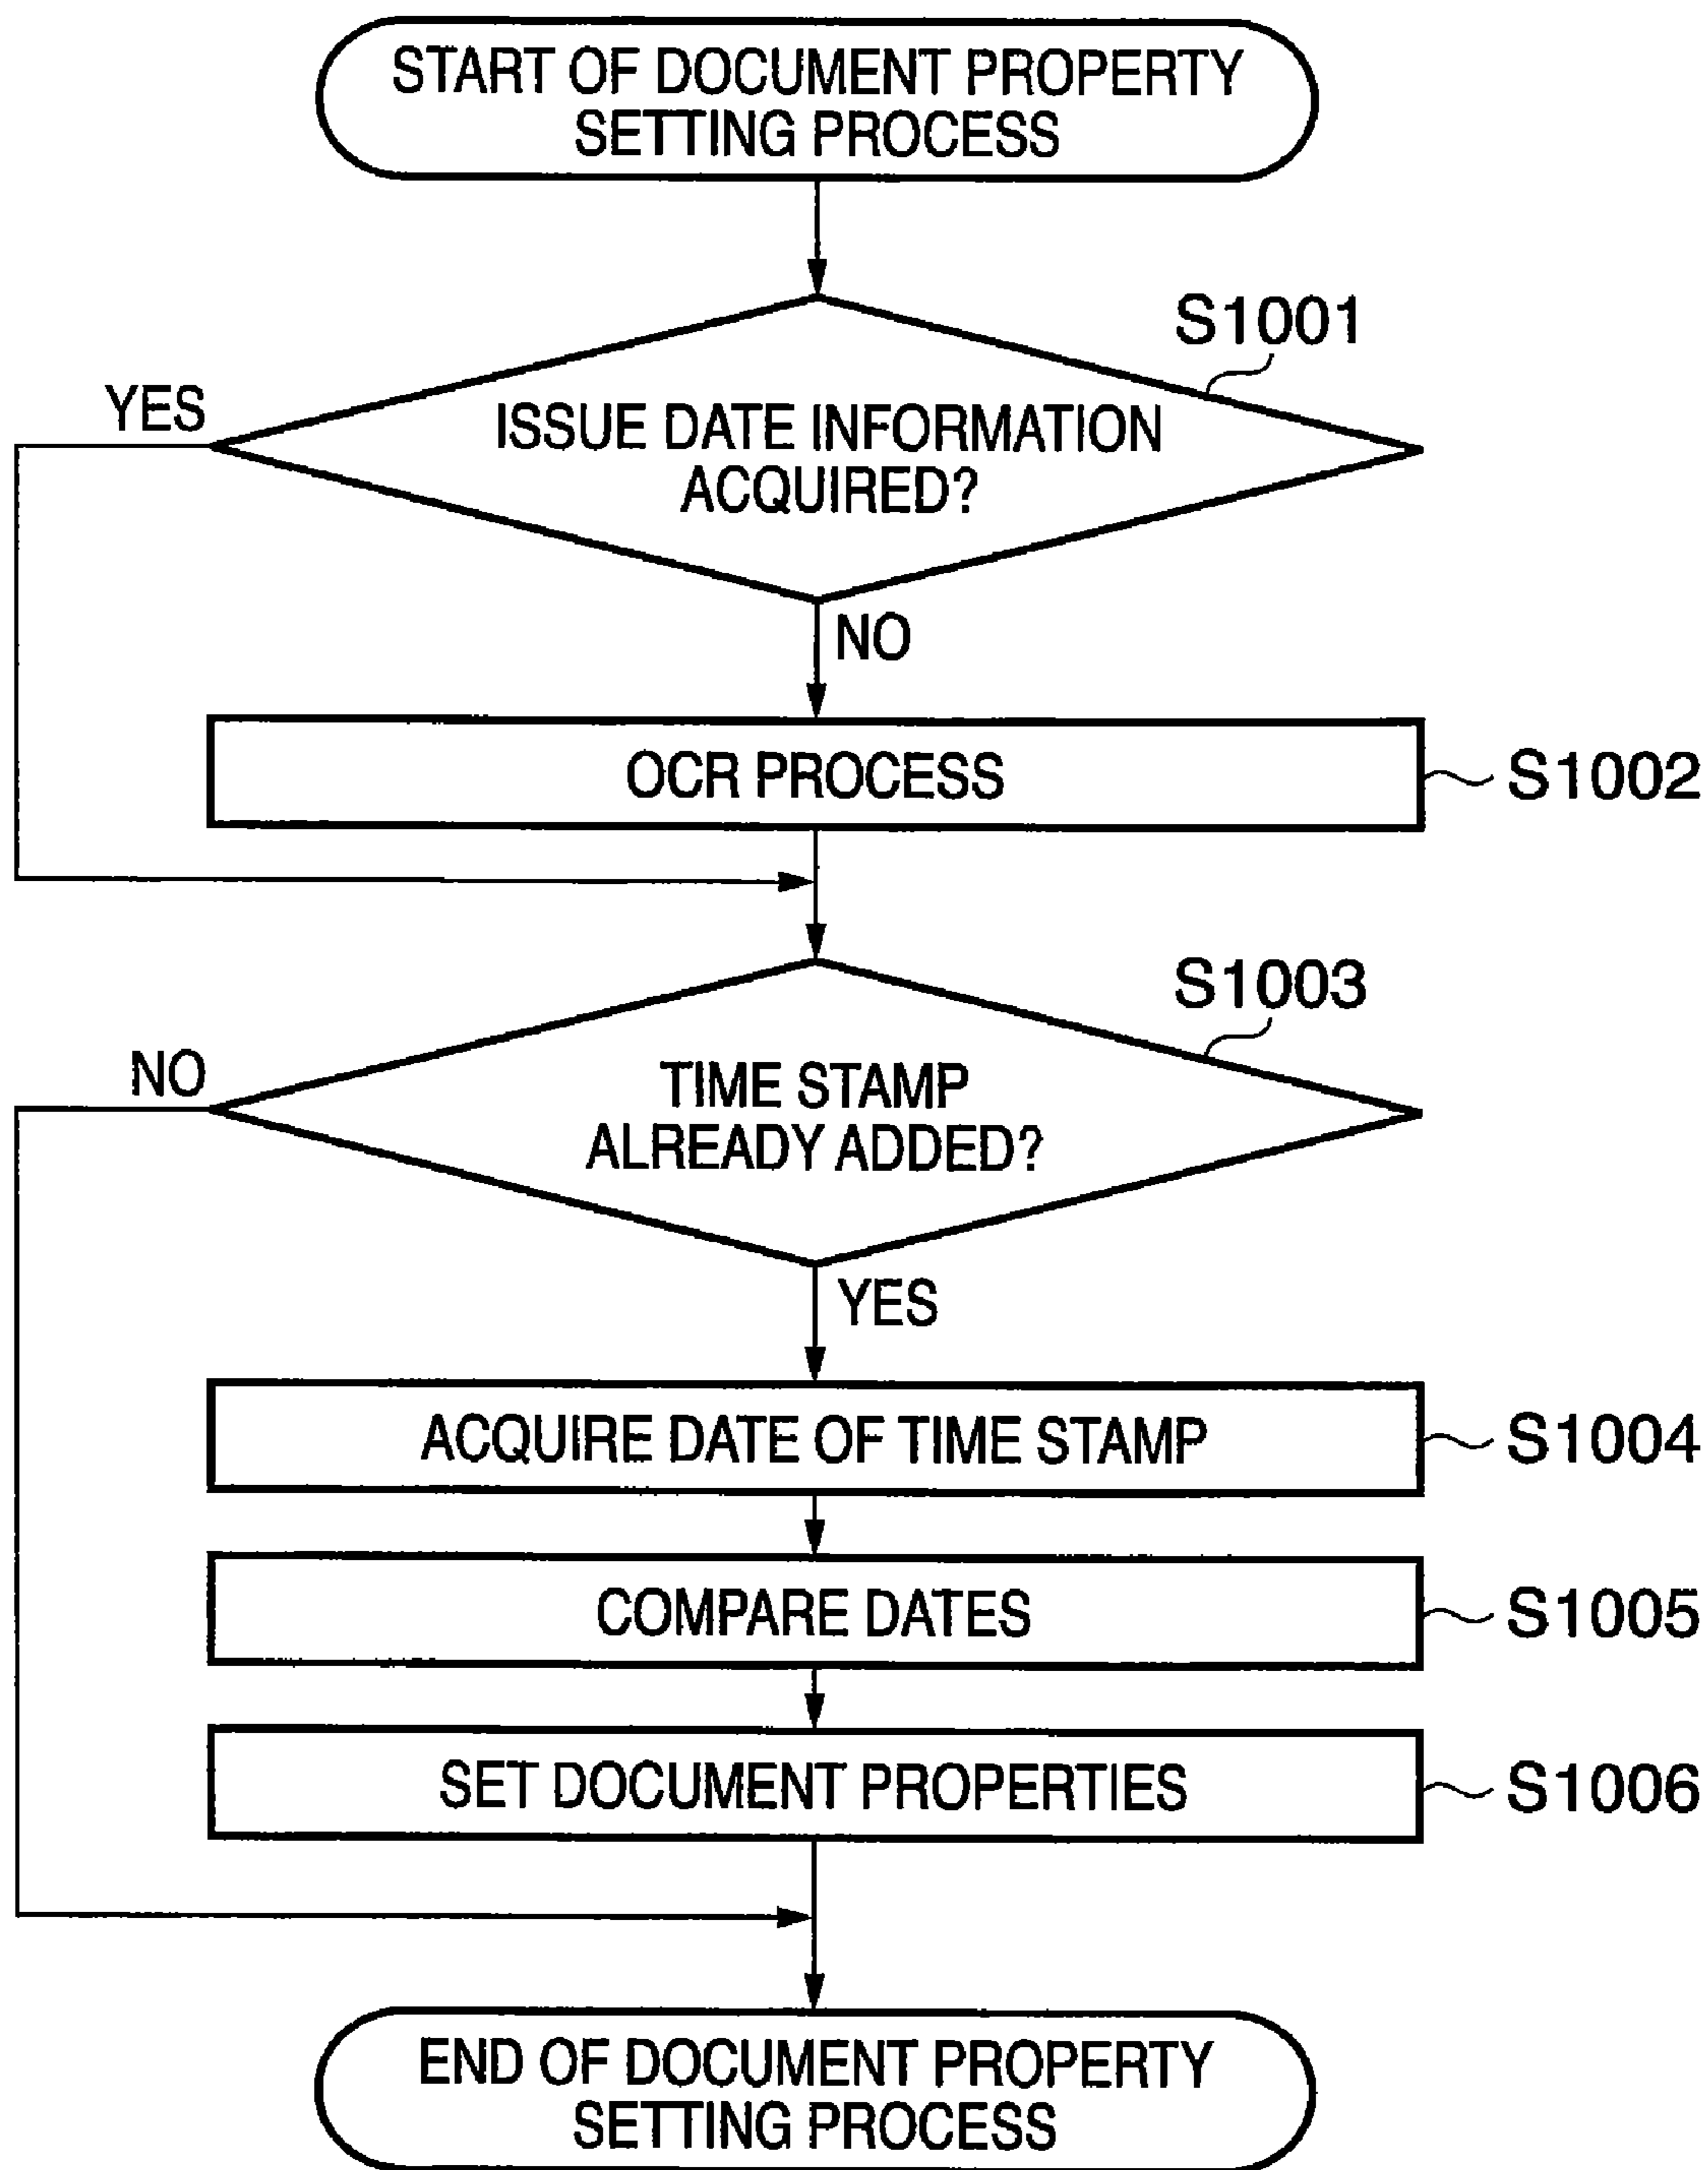 START OF DOCUMENT PROPERTY
SETTING PROCESS
S1001
YES
ISSUE DATE INFORMATION
ACQUIRED?
NO
OCR PROCESS
S1002
S1003
NO
TIME STAMP
ALREADY ADDED?
YES
ACQUIRE DATE OF TIME STAMP
S1004
COMPARE DATES
S1005
SET DOCUMENT PROPERTIES
S1006
END OF DOCUMENT PROPERTY
SETTING PROCESS